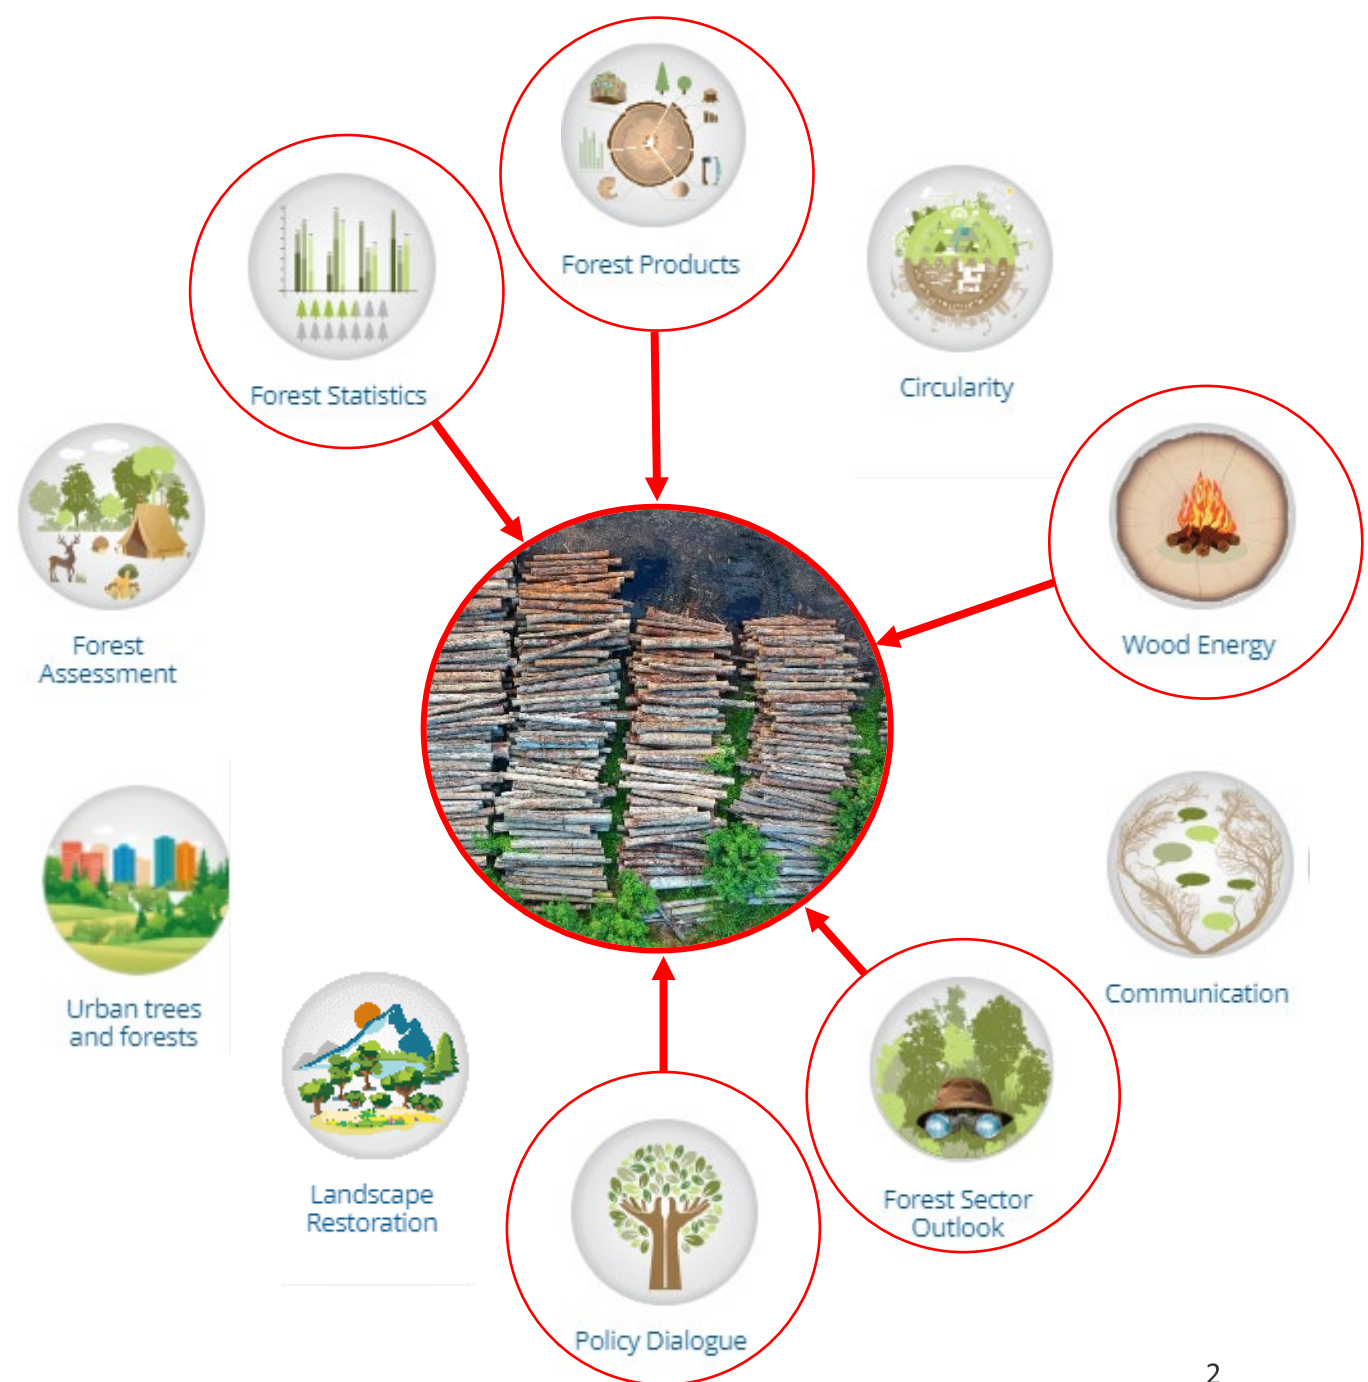 Forest Products
Forest Statistics
Circularity
Forest
Assessment
Wood Energy
Urban trees
and forests
Communication
Landscape
Restoration
Forest Sector
Outlook
Policy Dialogue
2